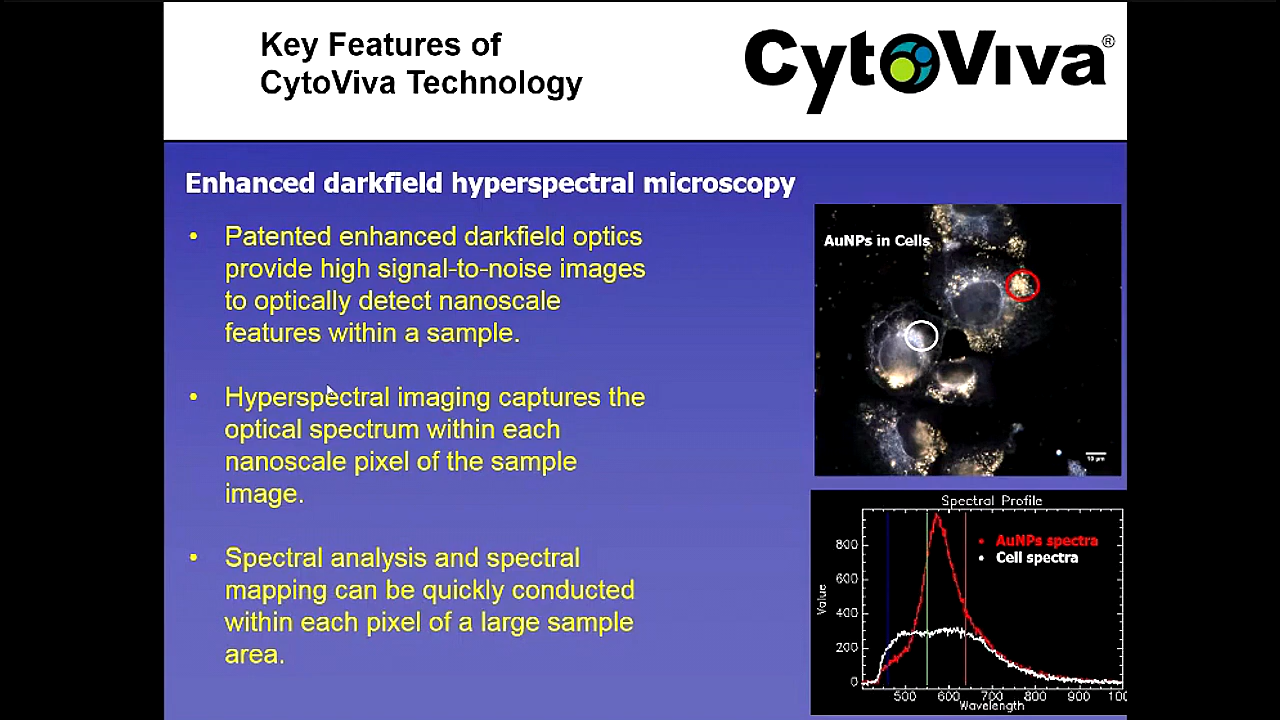 Key Features of
CytoViva Technology
CytoViva®
Enhanced darkfield hyperspectral microscopy
• Patented enhanced darkfield optics
provide high signal-to-noise images
to optically detect nanoscale
features within a sample.
• Hyperspectral imaging captures the
optical spectrum within each
nanoscale pixel of the sample
image.
• Spectral analysis and spectral
mapping can be quickly conducted
within each pixel of a large sample
area.
AuNPs in Cells
10 µm
Spectral Profile
AuNPs spectra
Cell spectra
Value
800
600
400
200
0
500 600 700 800 900 100
Wavelength